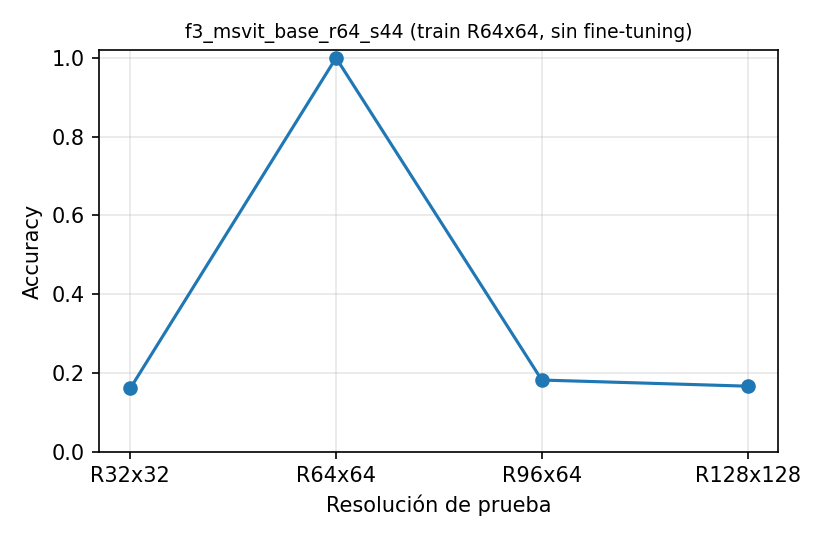 f3_msvit_base_r64_s44 (train R64x64, sin fine-tuning)
1.0
0.8
0.6
0.4
0.2
0.0
Accuracy
R32x32 R64x64 R96x64 R128x128
Resolución de prueba